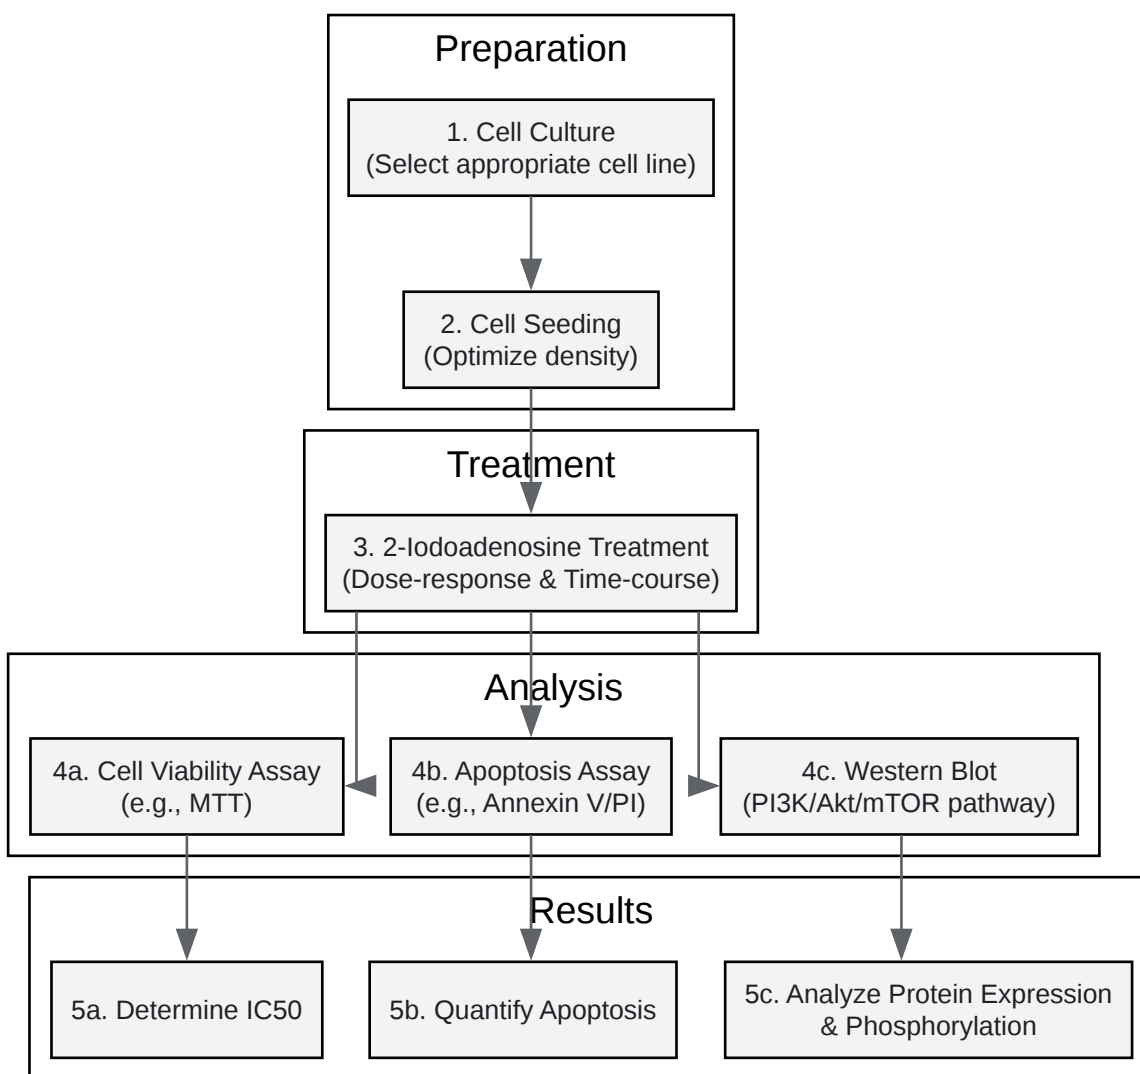 Preparation
1. Cell Culture
(Select appropriate cell line)
2. Cell Seeding
(Optimize density)
Treatment
3. 2-Iodoadenosine Treatment
(Dose-response & Time-course)
Analysis
4a. Cell Viability Assay
(e.g., MTT)
4b. Apoptosis Assay
(e.g., Annexin V/PI)
4c. Western Blot
(PI3K/Akt/mTOR pathway)
Results
5a. Determine IC50
5b. Quantify Apoptosis
5c. Analyze Protein Expression
& Phosphorylation